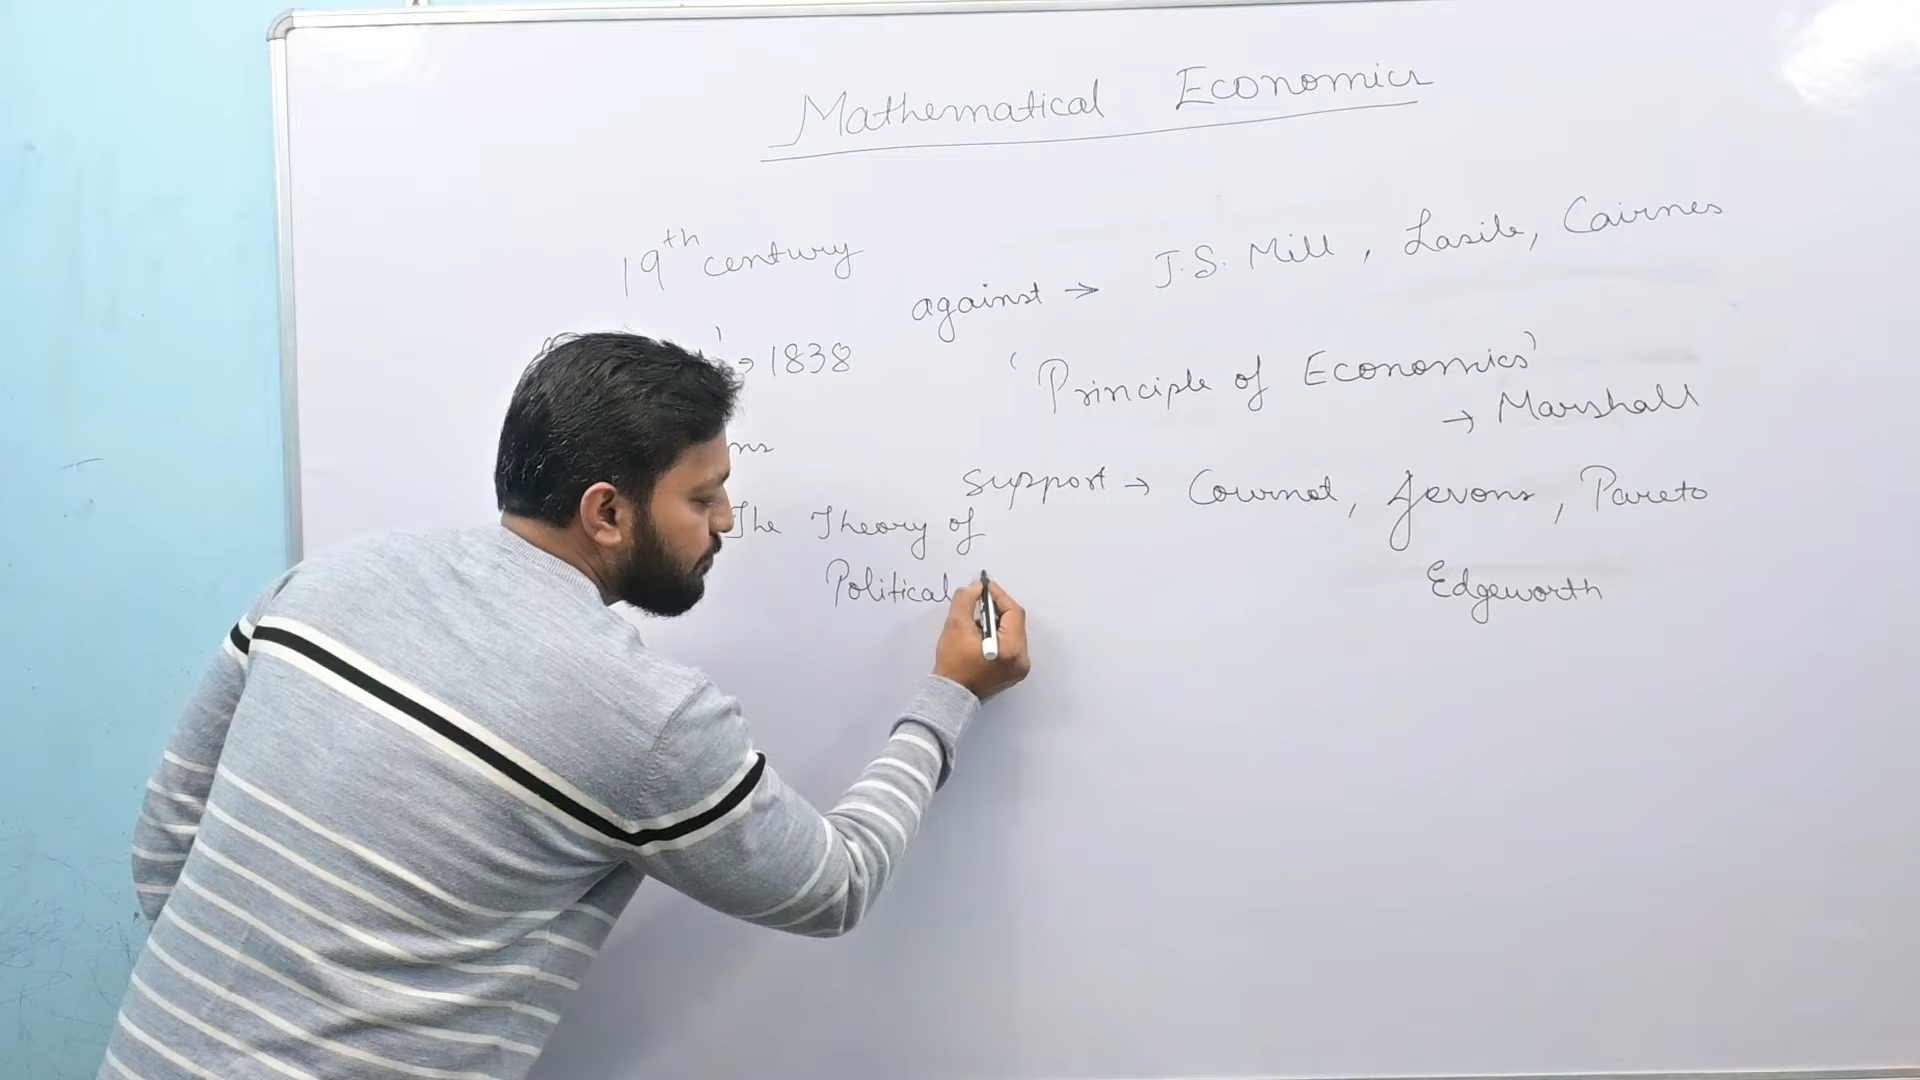 Mathematical Economics
19th century
against → J.S. Mill, Lasile, Cairnes
→ 1838
'Principle of Economics'
→ Marshall
ns
support → Cournot, Jevons, Pareto
The Theory of
Political
Edgeworth